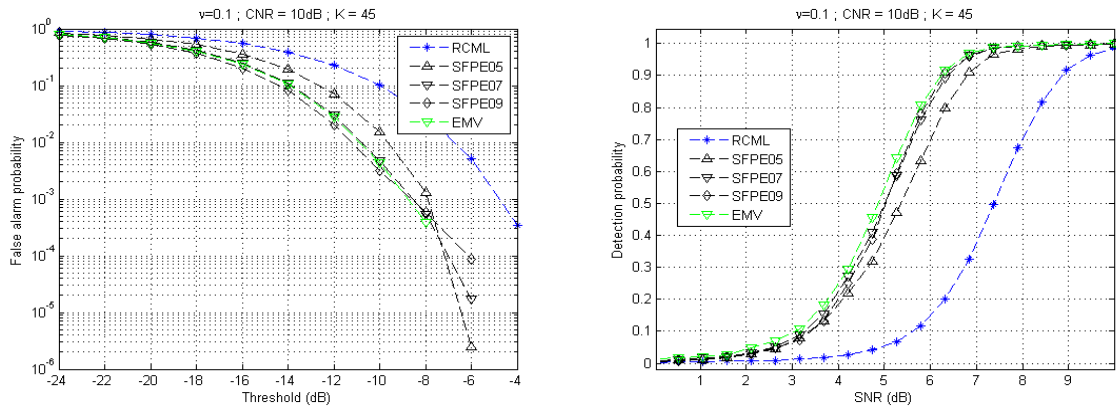 ν=0.1 ; CNR = 10dB ; K = 45
False alarm probability
10^0
10^-1
10^-2
10^-3
10^-4
10^-5
10^-6
RCML
SFPE05
SFPE07
SFPE09
EMV
-24 -22 -20 -18 -16 -14 -12 -10 -8 -6 -4
Threshold (dB)
ν=0.1 ; CNR = 10dB ; K = 45
Detection probability
1
0.9
0.8
0.7
0.6
0.5
0.4
0.3
0.2
0.1
0
RCML
SFPE05
SFPE07
SFPE09
EMV
1 2 3 4 5 6 7 8 9
SNR (dB)